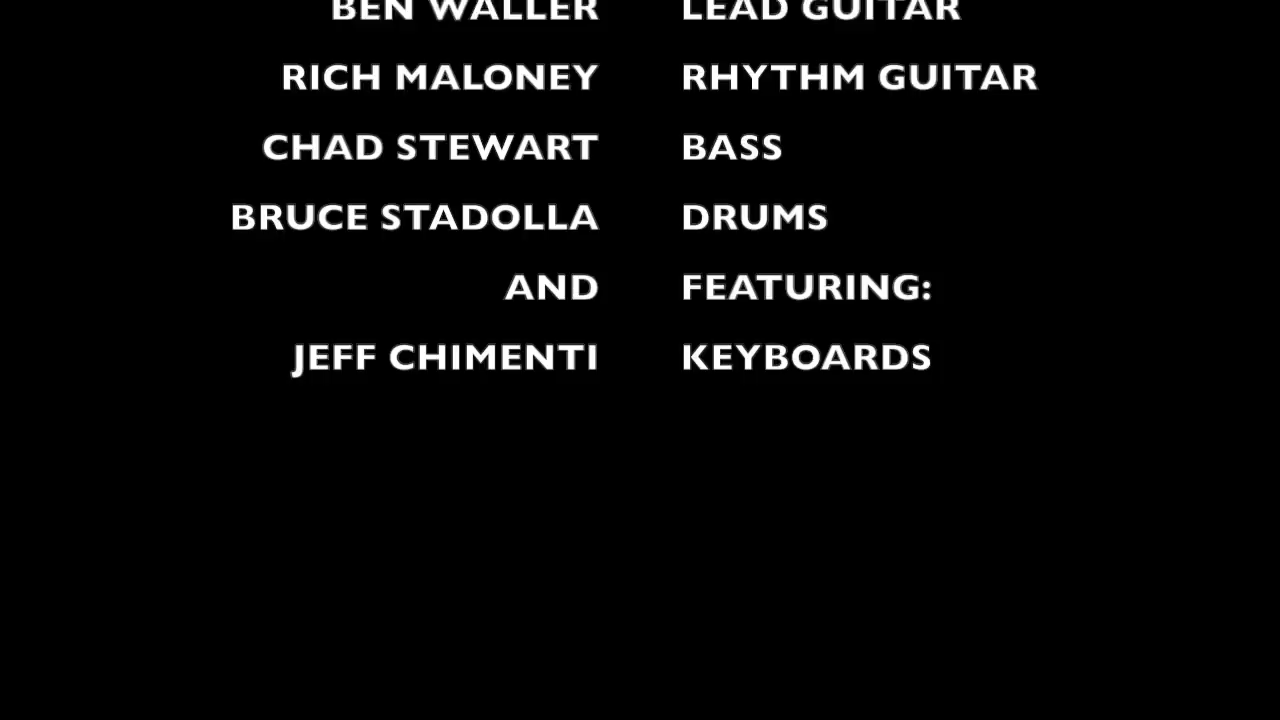 BEN WALLER LEAD GUITAR
RICH MALONEY RHYTHM GUITAR
CHAD STEWART BASS
BRUCE STADOLLA DRUMS
AND FEATURING:
JEFF CHIMENTI KEYBOARDS